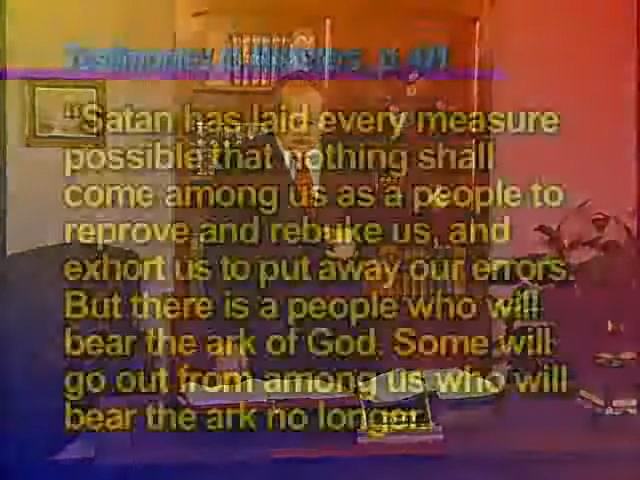 Testimonies to Ministers, p. 411
“Satan has laid every measure
possible that nothing shall
come among us as a people to
reprove and rebuke us, and
exhort us to put away our errors.
But there is a people who will
bear the ark of God. Some will
go out from among us who will
bear the ark no longer.